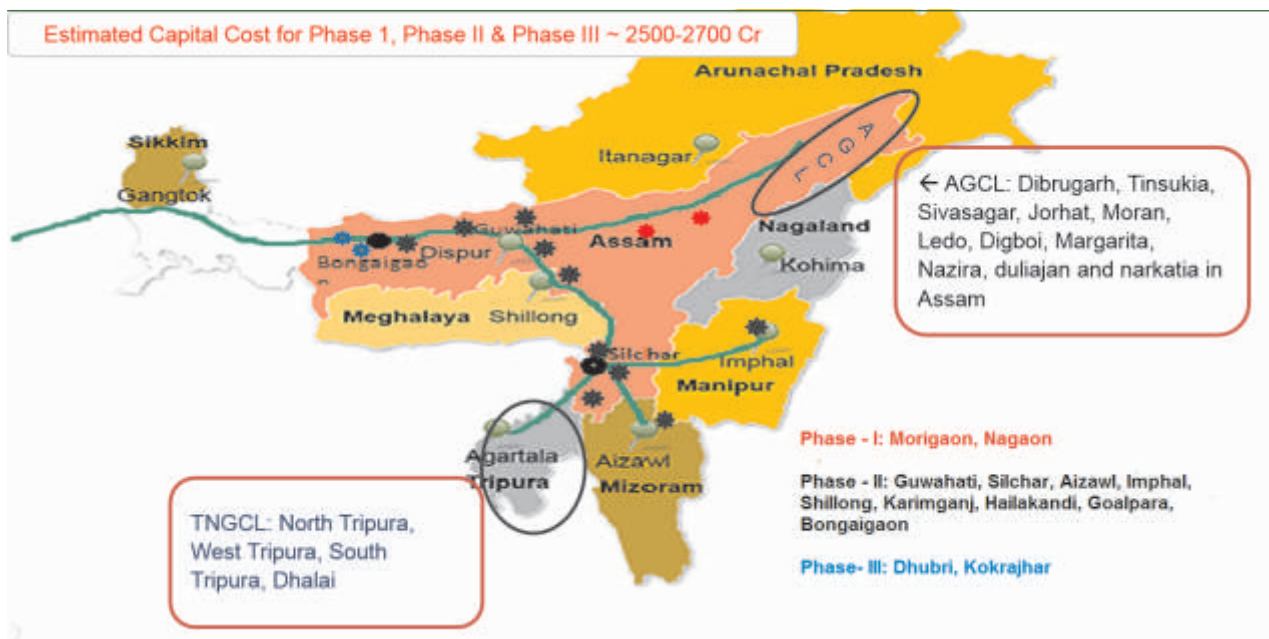 Estimated Capital Cost for Phase 1, Phase II & Phase III ~ 2500-2700 Cr
Arunachal Pradesh
Sikkim
Gangtok
Itanagar
AGCL
← AGCL: Dibrugarh, Tinsukia,
Sivasagar, Jorhat, Moran,
Ledo, Digboi, Margarita,
Nazira, duliajan and narkatia in
Assam
Guwahati
Dispur
Assam
Nagaland
Kohima
Bongaigao
n
Meghalaya
Shillong
Silchar
Imphal
Manipur
Agartala
Tripura
Aizawl
Mizoram
Phase - I: Morigaon, Nagaon
Phase - II: Guwahati, Silchar, Aizawl, Imphal,
Shillong, Karimganj, Hailakandi, Goalpara,
Bongaigaon
Phase- III: Dhubri, Kokrajhar
TNGCL: North Tripura,
West Tripura, South
Tripura, Dhalai